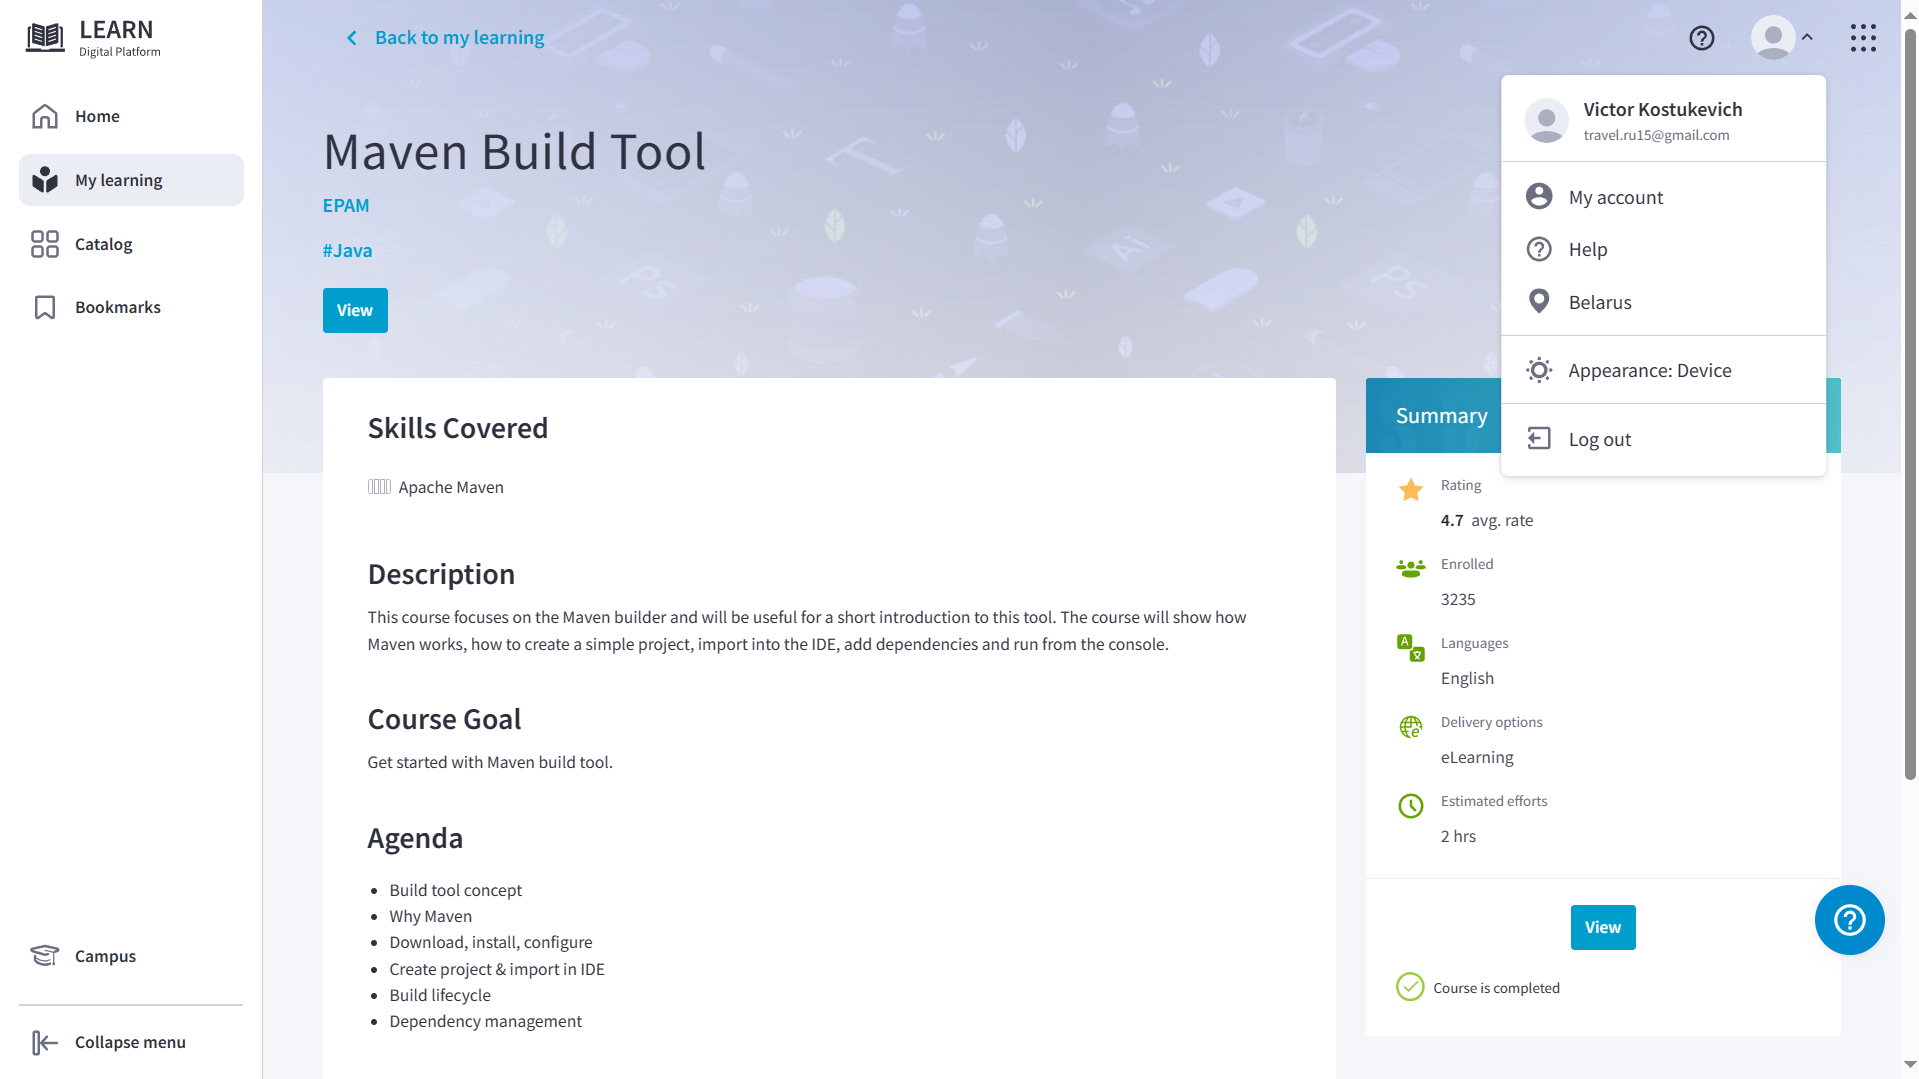 LEARN
Digital Platform
Home
My learning
Catalog
Bookmarks
Campus
Collapse menu
Back to my learning
Maven Build Tool
EPAM
#Java
View
Victor Kostukevich
travel.ru15@gmail.com
My account
Help
Belarus
Appearance: Device
Log out
Skills Covered
Apache Maven
Description
This course focuses on the Maven builder and will be useful for a short introduction to this tool. The course will show how
Maven works, how to create a simple project, import into the IDE, add dependencies and run from the console.
Course Goal
Get started with Maven build tool.
Agenda
Build tool concept
Why Maven
Download, install, configure
Create project & import in IDE
Build lifecycle
Dependency management
Summary
Rating
4.7 avg. rate
Enrolled
3235
Languages
English
Delivery options
eLearning
Estimated efforts
2 hrs
View
Course is completed